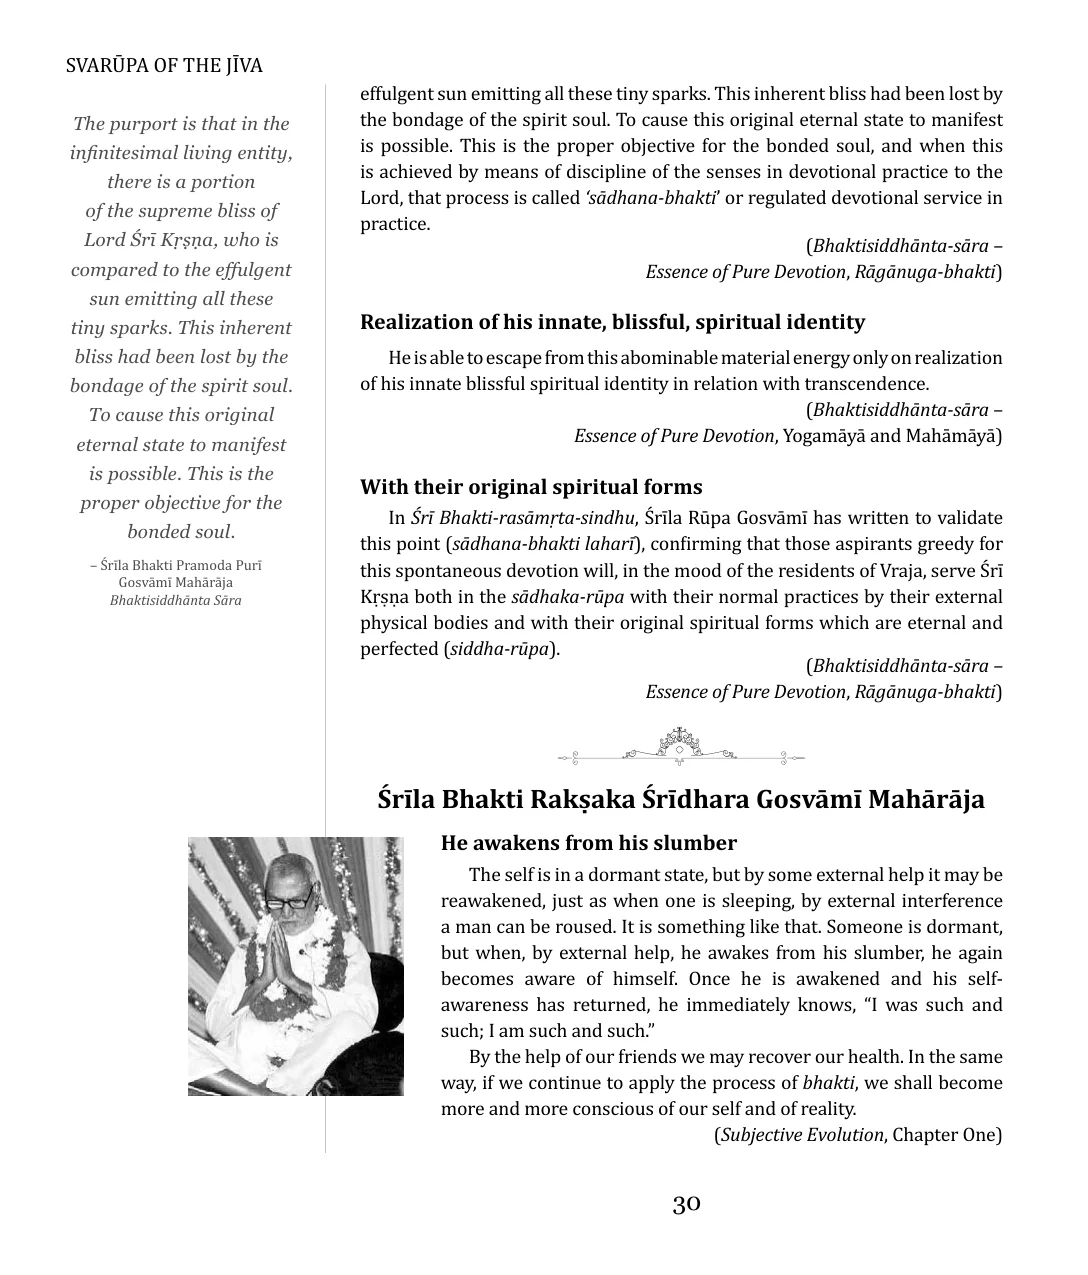 SVARŪPA OF THE JĪVA
The purport is that in the
infinitesimal living entity,
there is a portion
of the supreme bliss of
Lord Śrī Kṛṣṇa, who is
compared to the effulgent
sun emitting all these
tiny sparks. This inherent
bliss had been lost by the
bondage of the spirit soul.
To cause this original
eternal state to manifest
is possible. This is the
proper objective for the
bonded soul.
– Śrīla Bhakti Pramoda Purī
Gosvāmī Mahārāja
Bhaktisiddhānta Sāra
effulgent sun emitting all these tiny sparks. This inherent bliss had been lost by
the bondage of the spirit soul. To cause this original eternal state to manifest
is possible. This is the proper objective for the bonded soul, and when this
is achieved by means of discipline of the senses in devotional practice to the
Lord, that process is called ‘sādhana-bhakti’ or regulated devotional service in
practice.
(Bhaktisiddhānta-sāra –
Essence of Pure Devotion, Rāgānuga-bhakti)
Realization of his innate, blissful, spiritual identity
He is able to escape from this abominable material energy only on realization
of his innate blissful spiritual identity in relation with transcendence.
(Bhaktisiddhānta-sāra –
Essence of Pure Devotion, Yogamāyā and Mahāmāyā)
With their original spiritual forms
In Śrī Bhakti-rasāmṛta-sindhu, Śrīla Rūpa Gosvāmī has written to validate
this point (sādhana-bhakti laharī), confirming that those aspirants greedy for
this spontaneous devotion will, in the mood of the residents of Vraja, serve Śrī
Kṛṣṇa both in the sādhaka-rūpa with their normal practices by their external
physical bodies and with their original spiritual forms which are eternal and
perfected (siddha-rūpa).
(Bhaktisiddhānta-sāra –
Essence of Pure Devotion, Rāgānuga-bhakti)
Śrīla Bhakti Rakṣaka Śrīdhara Gosvāmī Mahārāja
He awakens from his slumber
The self is in a dormant state, but by some external help it may be
reawakened, just as when one is sleeping, by external interference
a man can be roused. It is something like that. Someone is dormant,
but when, by external help, he awakes from his slumber, he again
becomes aware of himself. Once he is awakened and his self-
awareness has returned, he immediately knows, “I was such and
such; I am such and such.”
By the help of our friends we may recover our health. In the same
way, if we continue to apply the process of bhakti, we shall become
more and more conscious of our self and of reality.
(Subjective Evolution, Chapter One)
30